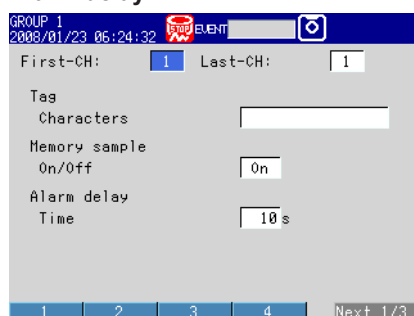 GROUP 1
2008/01/23 06:24:32 STOP EVENT
First-CH: 1 Last-CH: 1
Tag
Characters
Memory sample
On/Off On
Alarm delay
Time 10 s
1 2 3 4 Next 1/3